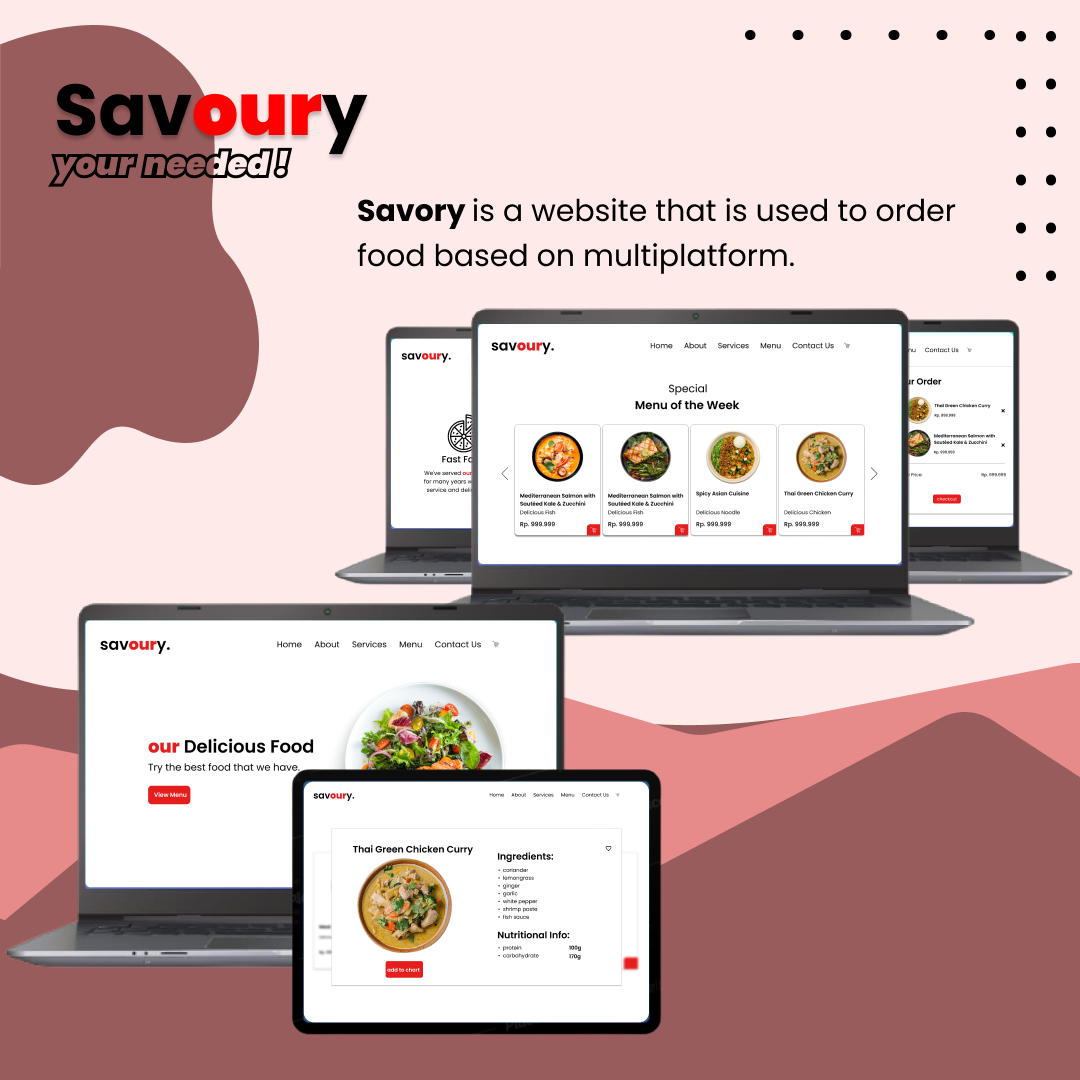 Savoury
your needed!
Savory is a website that is used to order
food based on multiplatform.
savoury.
Fast Fo
We've served our
for many years w
service and deli
savoury.
Home About Services Menu Contact Us
Special
Menu of the Week
Mediterranean Salmon with
Sautéed Kale & Zucchini
Delicious Fish
Rp. 999.999
Mediterranean Salmon with
Sautéed Kale & Zucchini
Delicious Fish
Rp. 999.999
Spicy Asian Cuisine
Delicious Noodle
Rp. 999.999
Thai Green Chicken Curry
Delicious Chicken
Rp. 999.999
nu Contact Us
ur Order
Thai Green Chicken Curry
Rp. 999.999
Mediterranean Salmon with
Sautéed Kale & Zucchini
Rp. 999.999
Price Rp. 999.999
checkout
savoury.
Home About Services Menu Contact Us
our Delicious Food
Try the best food that we have.
View Menu
savoury.
Home About Services Menu Contact Us
Thai Green Chicken Curry
add to chart
Ingredients:
• coriander
• lemongrass
• ginger
• garlic
• white pepper
• shrimp paste
• fish sauce
Nutritional Info:
• protein 100g
• carbohydrate 170g